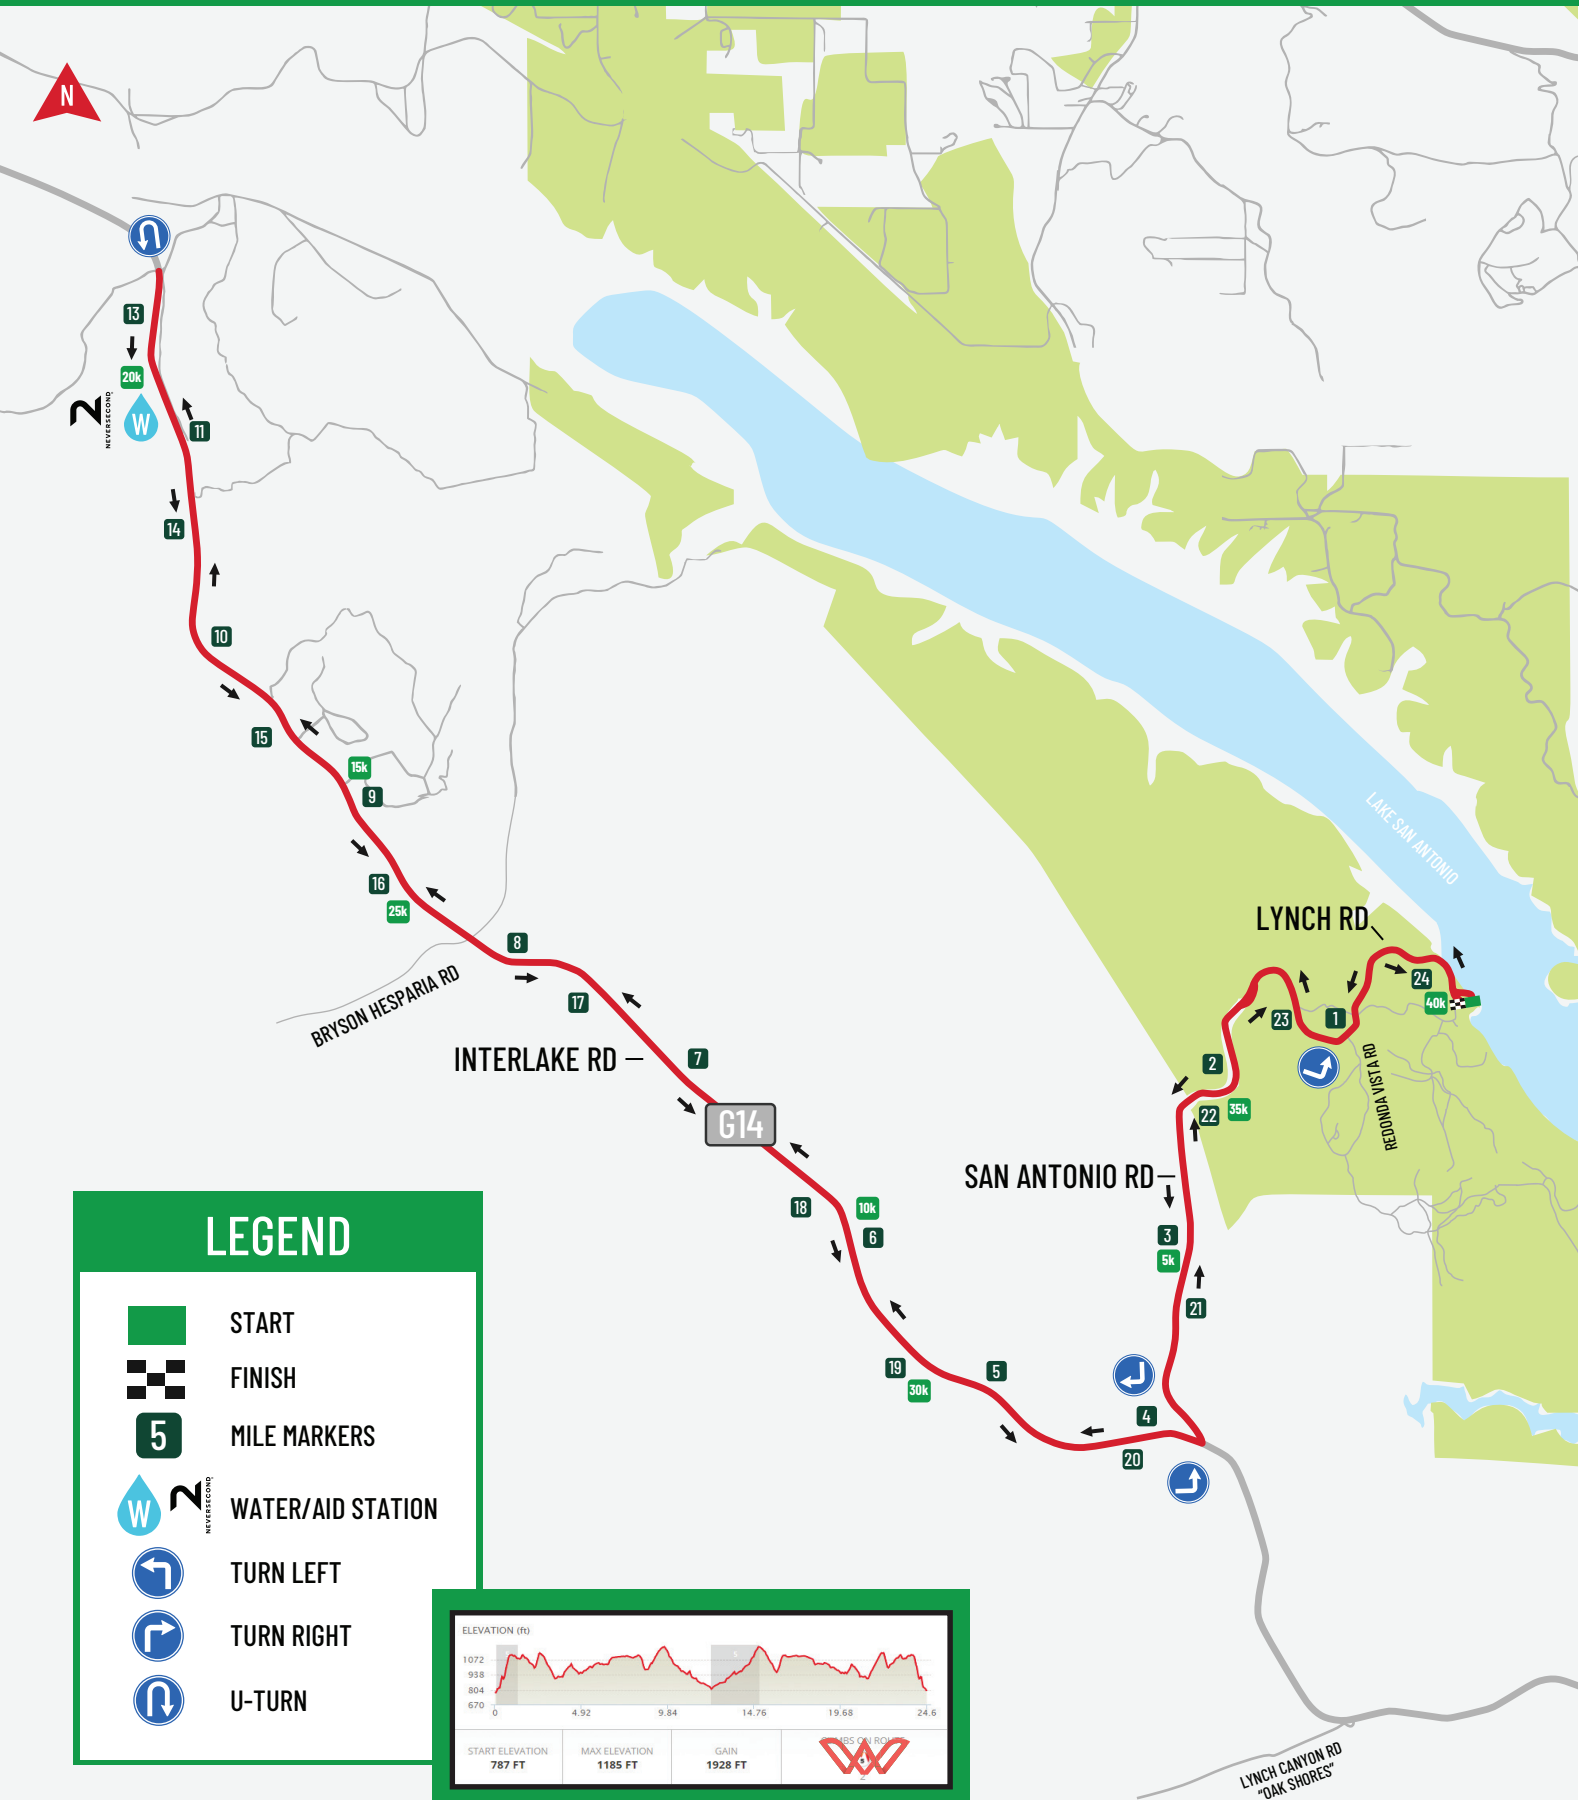 N
13
20k
W
NEVERSECOND
11
14
10
15
15k
9
16
25k
8
17
BRYSON HESPARIA RD
INTERLAKE RD
7
G14
18
10k
6
19
30k
5
4
20
LAKE SAN ANTONIO
LYNCH RD
24
40k
23
1
REDONDA VISTA RD
2
22
35k
SAN ANTONIO RD
3
5k
21
LEGEND
START
FINISH
5
MILE MARKERS
W
NEVERSECOND
WATER/AID STATION
TURN LEFT
TURN RIGHT
U-TURN
ELEVATION (ft)
1072
938
804
670
0
4.92
9.84
14.76
19.68
24.6
5
START ELEVATION
787 FT
MAX ELEVATION
1185 FT
GAIN
1928 FT
LYNCH CANYON RD
"OAK SHORES"